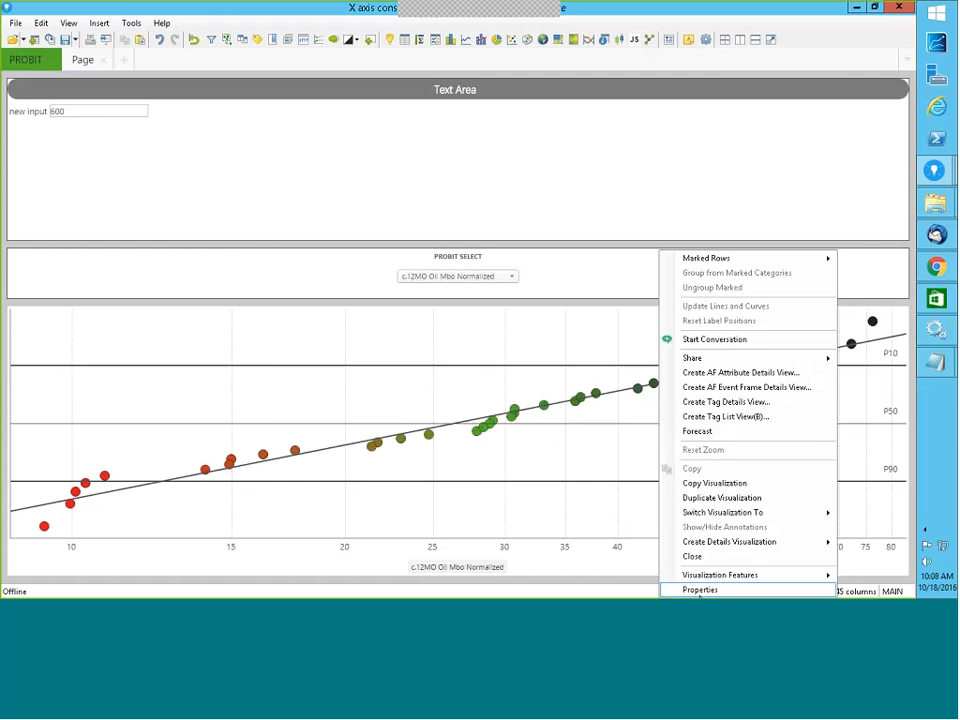 X axis cons
e
File Edit View Insert Tools Help
JS
PROBIT
Page
Text Area
new input 600
PROBIT SELECT
c.12MO Oil Mbo Normalized
P10
P50
P90
10 15 20 25 30 35 40 70 75 80
c.12MO Oil Mbo Normalized
Marked Rows
Group from Marked Categories
Ungroup Marked
Update Lines and Curves
Reset Label Positions
Start Conversation
Share
Create AF Attribute Details View...
Create AF Event Frame Details View...
Create Tag Details View...
Create Tag List View(B)...
Forecast
Reset Zoom
Copy
Copy Visualization
Duplicate Visualization
Switch Visualization To
Show/Hide Annotations
Create Details Visualization
Close
Visualization Features
Properties
Offline
45 columns
MAIN
10:08 AM
10/18/2016